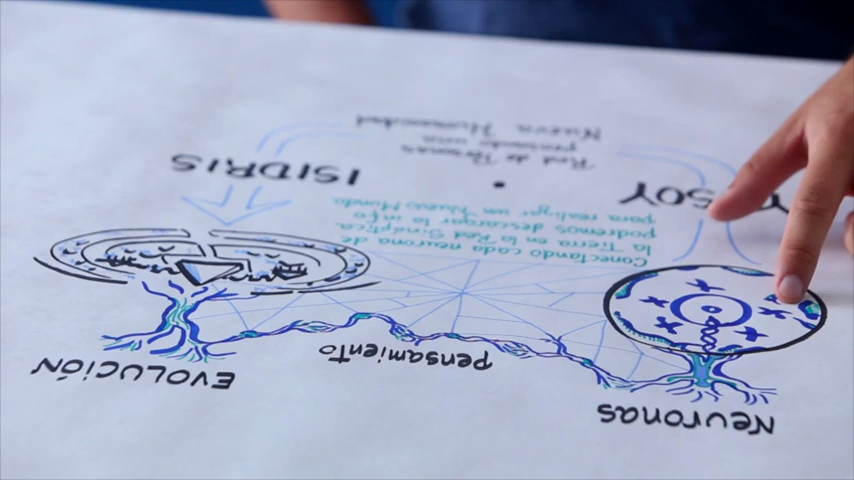 Neuronas
Pensamiento
EVOLUCIÓN
Conectando cada neurona de
la Tierra en la Red Sináptica.
podremos descargar la info
para realizar un Nuevo Mundo
SOY
ISIDRIS
Red de Personas
pensando una
Nueva Humanidad